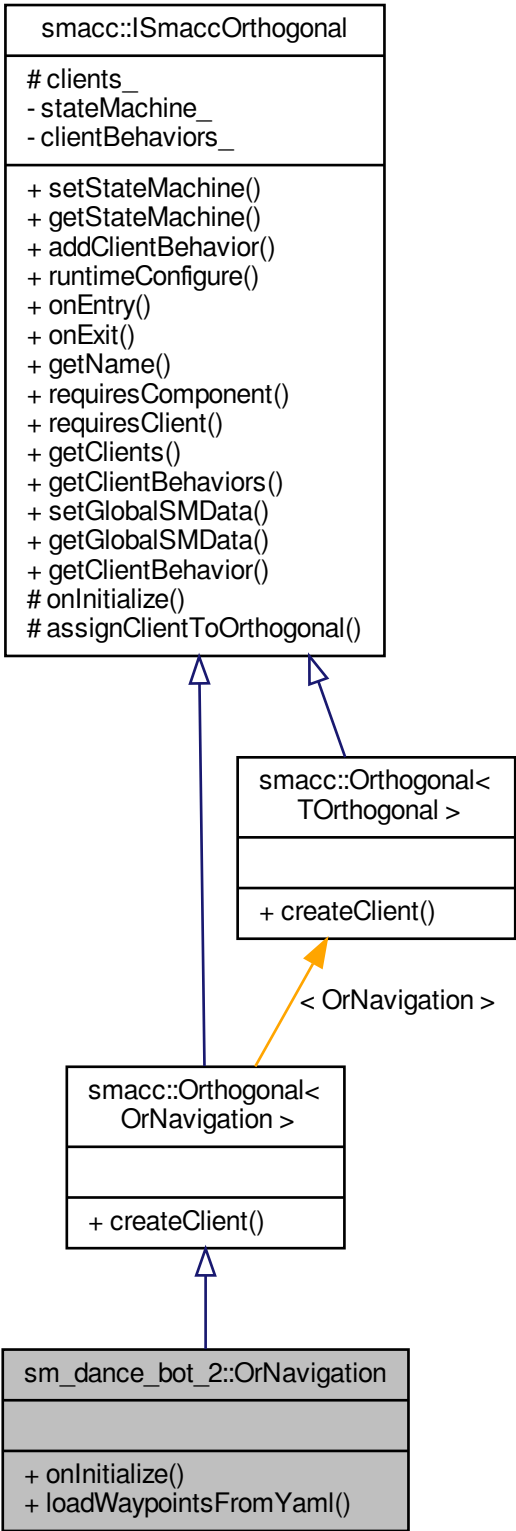 smacc::ISmaccOrthogonal
# clients_
- stateMachine_
- clientBehaviors_
+ setStateMachine()
+ getStateMachine()
+ addClientBehavior()
+ runtimeConfigure()
+ onEntry()
+ onExit()
+ getName()
+ requiresComponent()
+ requiresClient()
+ getClients()
+ getClientBehaviors()
+ setGlobalSMData()
+ getGlobalSMData()
+ getClientBehavior()
# onInitialize()
# assignClientToOrthogonal()
smacc::Orthogonal<
TOrthogonal >
+ createClient()
< OrNavigation >
smacc::Orthogonal<
OrNavigation >
+ createClient()
sm_dance_bot_2::OrNavigation
+ onInitialize()
+ loadWaypointsFromYaml()